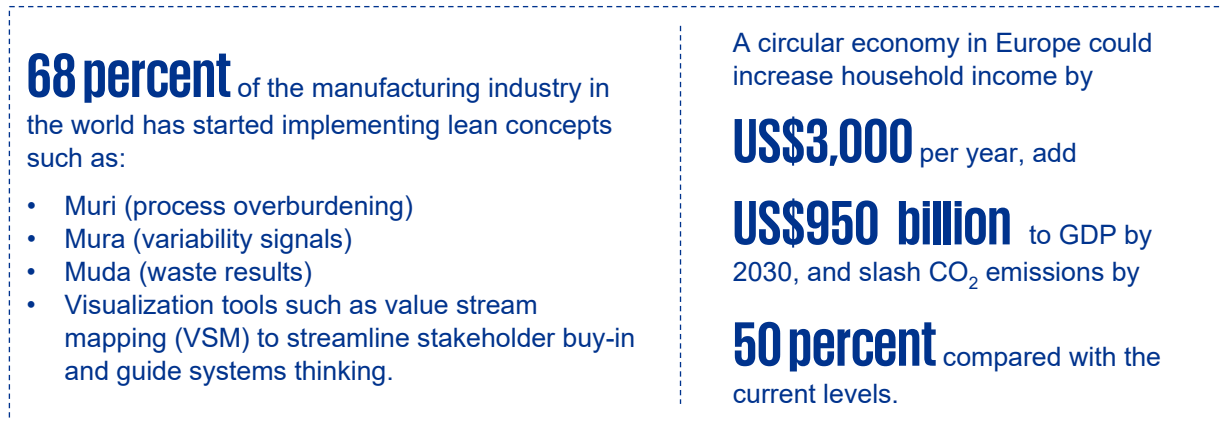 68 percent of the manufacturing industry in
the world has started implementing lean concepts
such as:
• Muri (process overburdening)
• Mura (variability signals)
• Muda (waste results)
• Visualization tools such as value stream
mapping (VSM) to streamline stakeholder buy-in
and guide systems thinking.
A circular economy in Europe could
increase household income by
US$3,000 per year, add
US$950 billion to GDP by
2030, and slash CO₂ emissions by
50 percent compared with the
current levels.